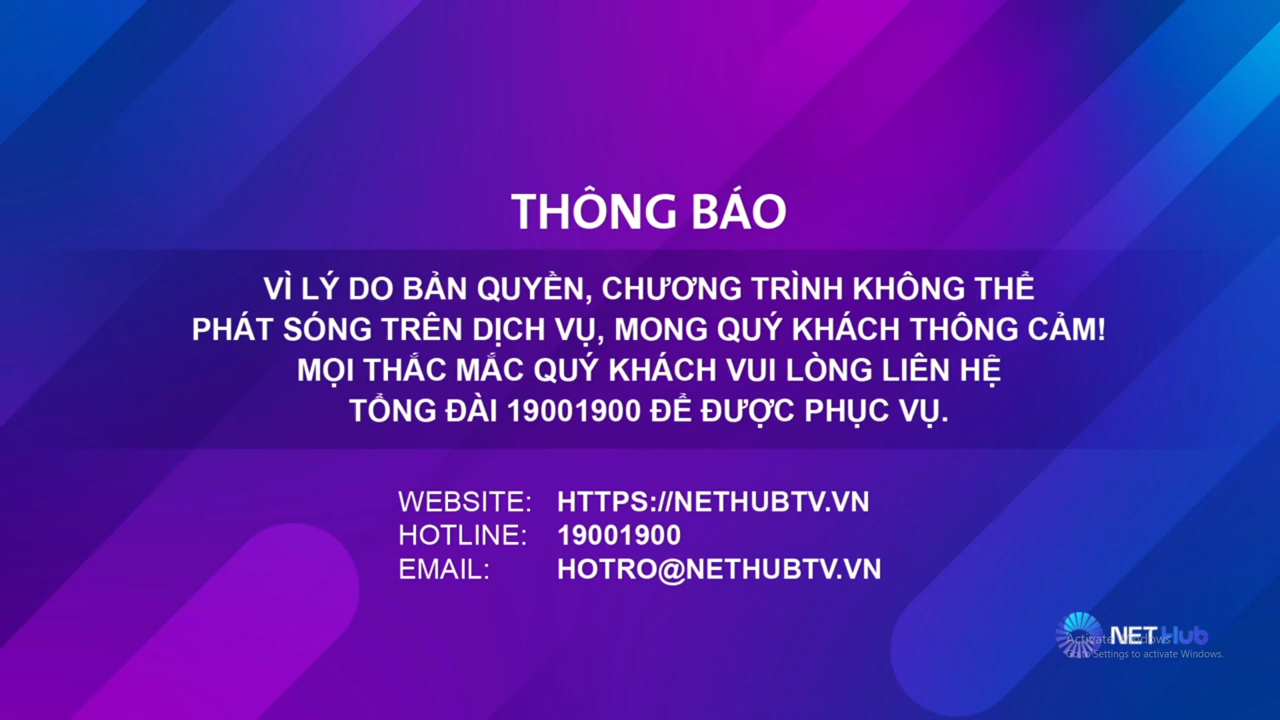 THÔNG BÁO
VÌ LÝ DO BẢN QUYỀN, CHƯƠNG TRÌNH KHÔNG THỂ
PHÁT SÓNG TRÊN DỊCH VỤ, MONG QUÝ KHÁCH THÔNG CẢM!
MỌI THẮC MẮC QUÝ KHÁCH VUI LÒNG LIÊN HỆ
TỔNG ĐÀI 19001900 ĐỂ ĐƯỢC PHỤC VỤ.
WEBSITE: HTTPS://NETHUBTV.VN
HOTLINE: 19001900
EMAIL: HOTRO@NETHUBTV.VN
NET Hub
Activate Windows
Go to Settings to activate Windows.